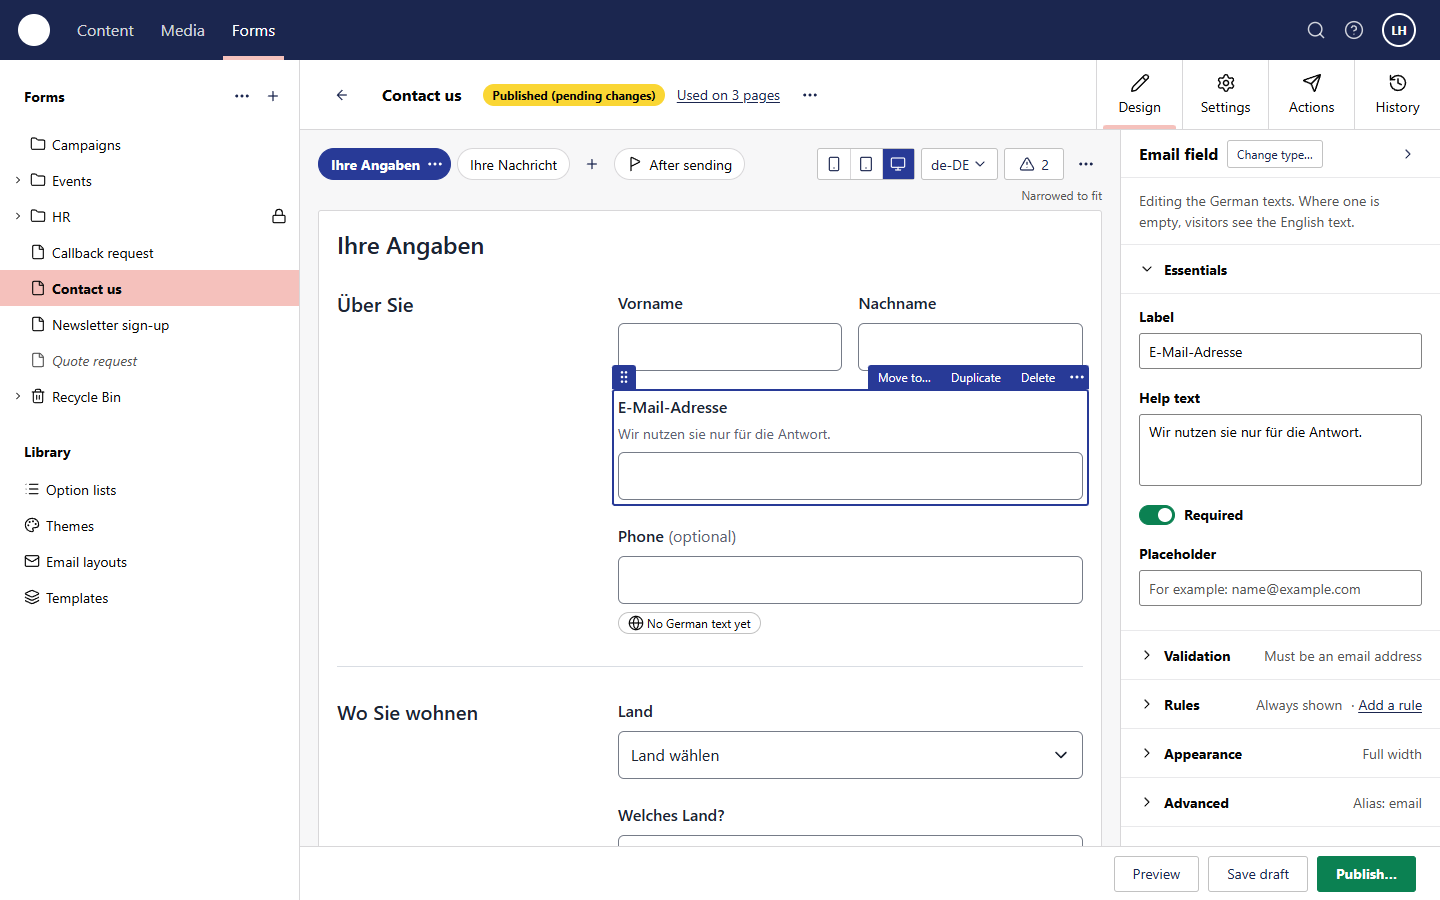 Content
Media
Forms
LH
Forms
Campaigns
Events
HR
Callback request
Contact us
Newsletter sign-up
Quote request
Recycle Bin
Library
Option lists
Themes
Email layouts
Templates
Contact us
Published (pending changes)
Used on 3 pages
Design
Settings
Actions
History
Ihre Angaben
Ihre Nachricht
After sending
de-DE
2
Narrowed to fit
Ihre Angaben
Über Sie
Vorname
Nachname
Move to...
Duplicate
Delete
E-Mail-Adresse
Wir nutzen sie nur für die Antwort.
Phone (optional)
No German text yet
Wo Sie wohnen
Land
Land wählen
Welches Land?
Email field
Change type...
Editing the German texts. Where one is
empty, visitors see the English text.
Essentials
Label
E-Mail-Adresse
Help text
Wir nutzen sie nur für die Antwort.
Required
Placeholder
For example: name@example.com
Validation
Must be an email address
Rules
Always shown · Add a rule
Appearance
Full width
Advanced
Alias: email
Preview
Save draft
Publish...